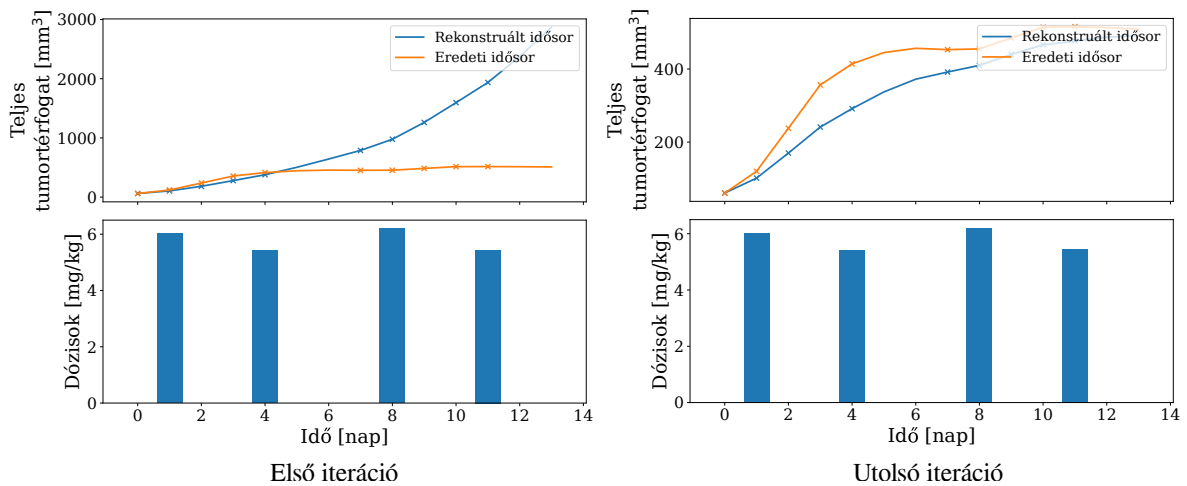 3000
2000
1000
0
Teljes
tumortérfogat [mm³]
Rekonstruált idősor
Eredeti idősor
6
4
2
0
Dózisok [mg/kg]
0 2 4 6 8 10 12 14
Idő [nap]
Első iteráció
400
200
Teljes
tumortérfogat [mm³]
Rekonstruált idősor
Eredeti idősor
6
4
2
0
Dózisok [mg/kg]
0 2 4 6 8 10 12 14
Idő [nap]
Utolsó iteráció